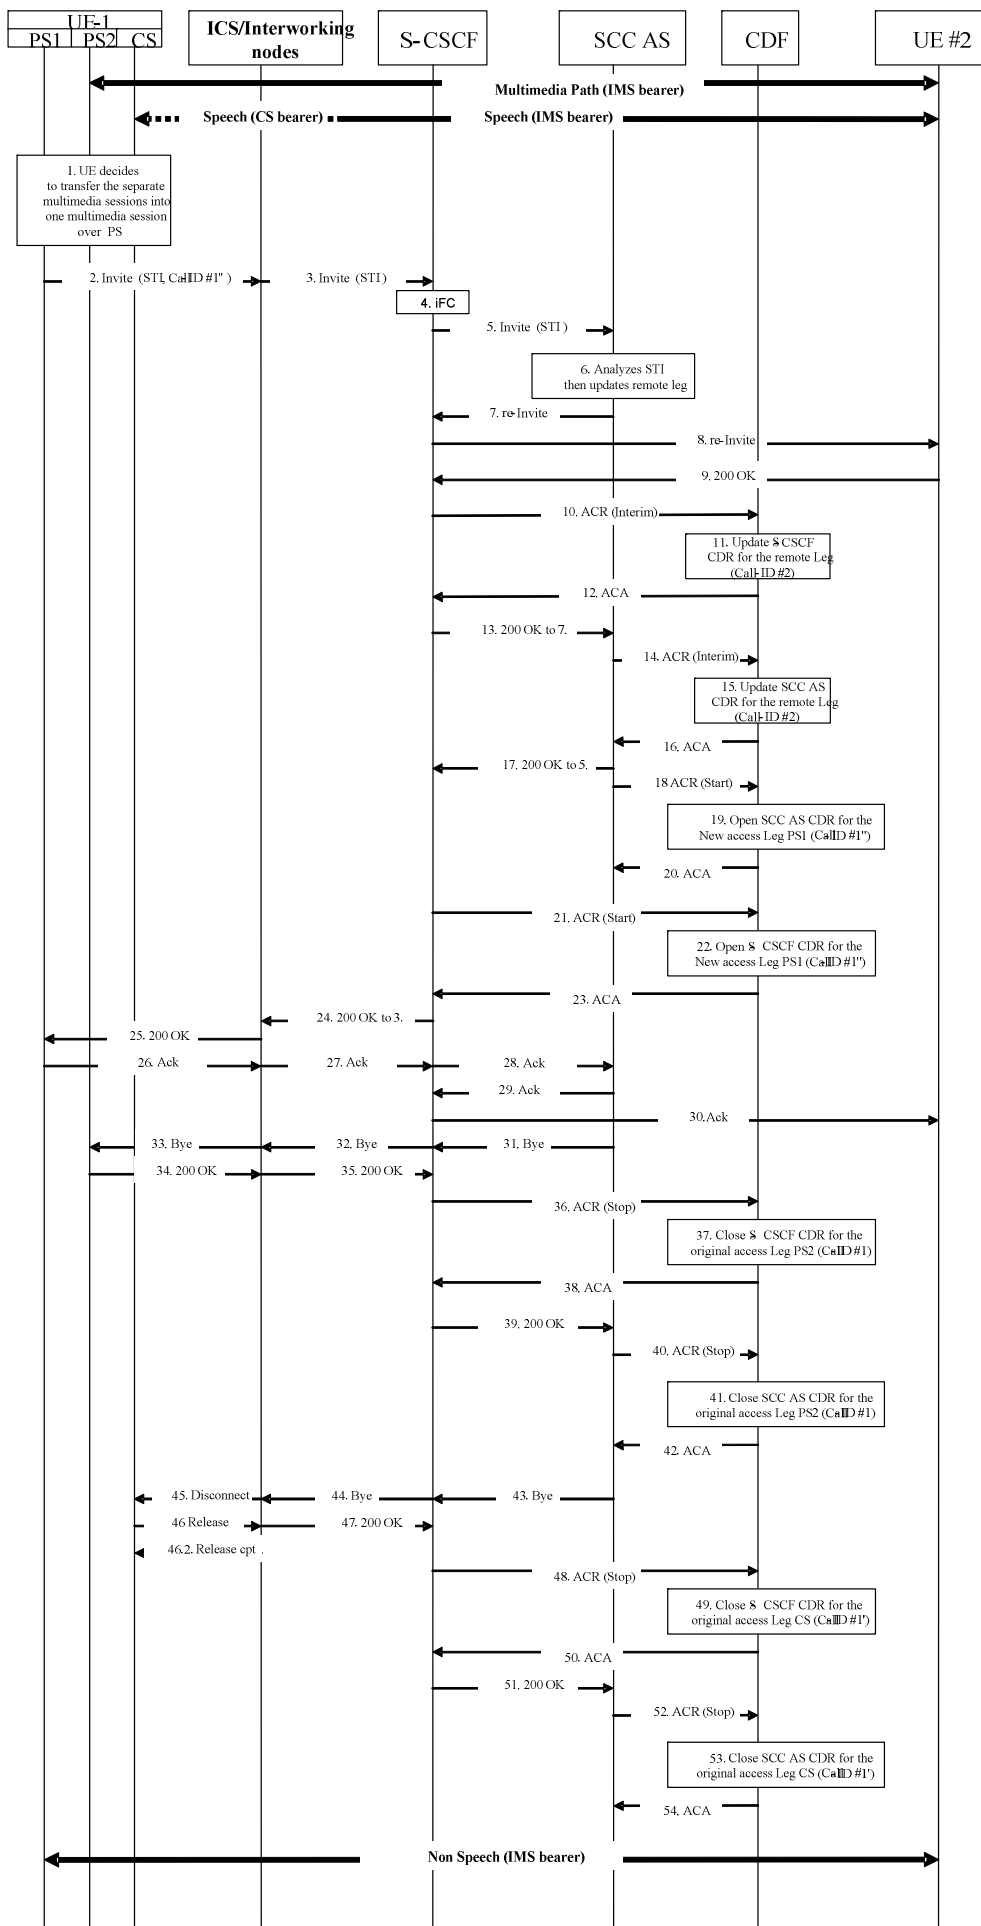 UE-1
PS1 PS2 CS
ICS/Interworking
nodes
S-CSCF
SCC AS
CDF
UE #2
Multimedia Path (IMS bearer)
Speech (CS bearer)
Speech (IMS bearer)
1. UE decides
to transfer the separate
multimedia sessions into
one multimedia session
over PS
2. Invite (STI, Call-ID #1'')
3. Invite (STI)
4. iFC
5. Invite (STI)
6. Analyzes STI
then updates remote leg
7. re-Invite
8. re-Invite
9. 200 OK
10. ACR (Interim)
11. Update S-CSCF
CDR for the remote Leg
(Call-ID #2)
12. ACA
13. 200 OK to 7.
14. ACR (Interim)
15. Update SCC AS
CDR for the remote Leg
(Call-ID #2)
16. ACA
17. 200 OK to 5.
18 ACR (Start)
19. Open SCC AS CDR for the
New access Leg PS1 (Call-ID #1'')
20. ACA
21. ACR (Start)
22. Open S-CSCF CDR for the
New access Leg PS1 (Call-ID #1'')
23. ACA
24. 200 OK to 3.
25. 200 OK
26. Ack
27. Ack
28. Ack
29. Ack
30. Ack
33. Bye
32. Bye
31. Bye
34. 200 OK
35. 200 OK
36. ACR (Stop)
37. Close S-CSCF CDR for the
original access Leg PS2 (Call-ID #1)
38. ACA
39. 200 OK
40. ACR (Stop)
41. Close SCC AS CDR for the
original access Leg PS2 (Call-ID #1)
42. ACA
45. Disconnect
44. Bye
43. Bye
46 Release
47. 200 OK
46.2. Release cpt.
48. ACR (Stop)
49. Close S-CSCF CDR for the
original access Leg CS (Call-ID #1')
50. ACA
51. 200 OK
52. ACR (Stop)
53. Close SCC AS CDR for the
original access Leg CS (Call-ID #1')
54. ACA
Non Speech (IMS bearer)